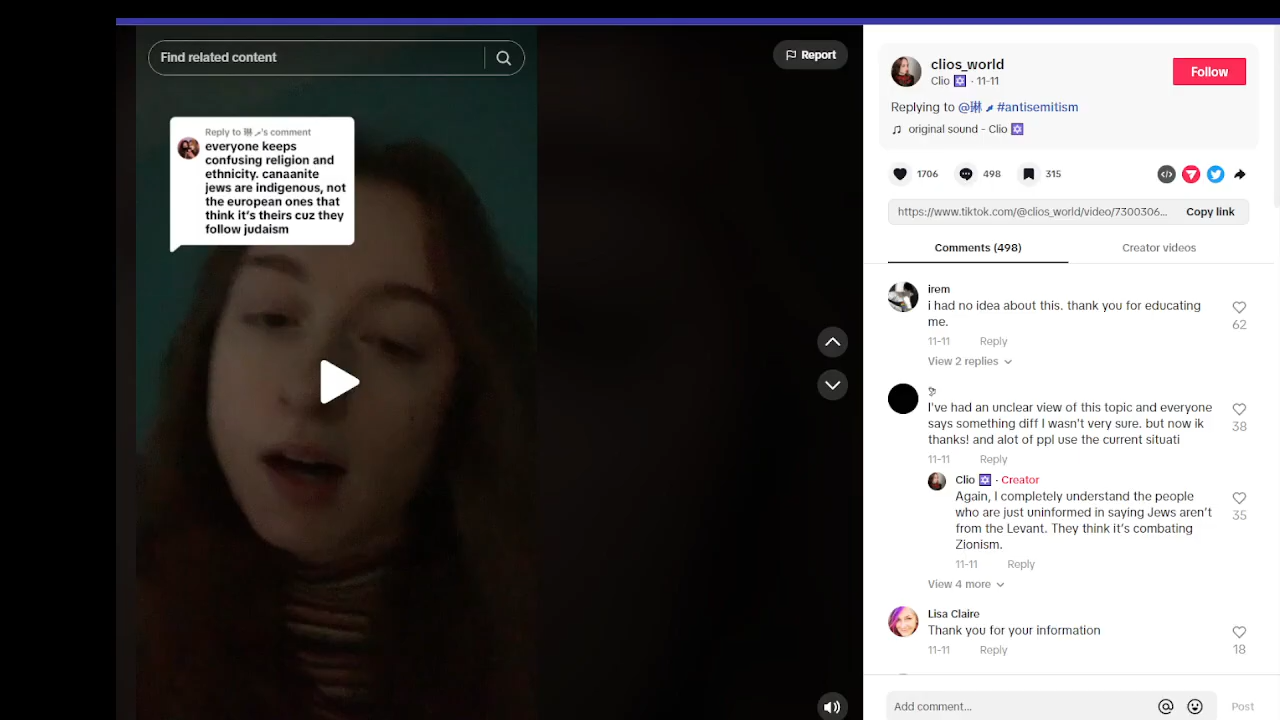 Find related content
Report
Reply to 琳 's comment
everyone keeps
confusing religion and
ethnicity. canaanite
jews are indigenous, not
the european ones that
think it's theirs cuz they
follow judaism
clios_world
Clio ✡ · 11-11
Follow
Replying to @琳 #antisemitism
original sound - Clio ✡
1706
498
315
https://www.tiktok.com/@clios_world/video/7300306...
Copy link
Comments (498)
Creator videos
irem
i had no idea about this. thank you for educating
me.
62
11-11 Reply
View 2 replies
I've had an unclear view of this topic and everyone
says something diff I wasn't very sure. but now ik
thanks! and alot of ppl use the current situati
38
11-11 Reply
Clio ✡ · Creator
Again, I completely understand the people
who are just uninformed in saying Jews aren't
from the Levant. They think it's combating
Zionism.
35
11-11 Reply
View 4 more
Lisa Claire
Thank you for your information
18
11-11 Reply
Add comment...
Post